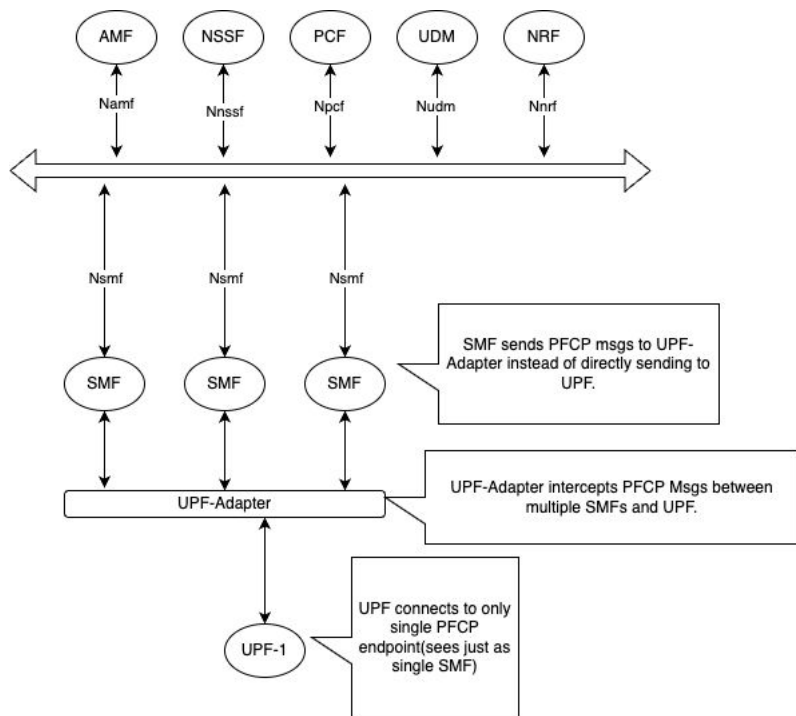 AMF
NSSF
PCF
UDM
NRF
Namf
Nnssf
Npcf
Nudm
Nnrf
Nsmf
Nsmf
Nsmf
SMF sends PFCP msgs to UPF-
Adapter instead of directly sending to
UPF.
SMF
SMF
SMF
UPF-Adapter intercepts PFCP Msgs between
multiple SMFs and UPF.
UPF-Adapter
UPF connects to only
single PFCP
endpoint(sees just as
single SMF)
UPF-1